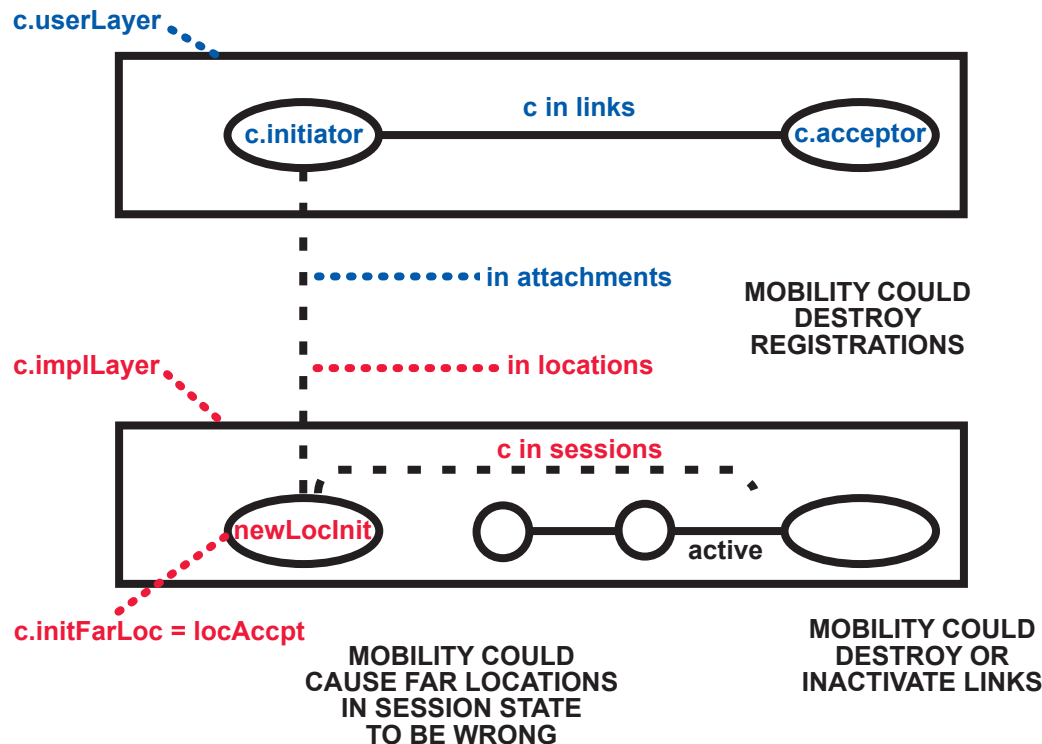 c.userLayer
c in links
c.initiator
c.acceptor
in attachments
MOBILITY COULD
DESTROY
REGISTRATIONS
c.implLayer
in locations
c in sessions
newLocInit
active
c.initFarLoc = locAccpt
MOBILITY COULD
CAUSE FAR LOCATIONS
IN SESSION STATE
TO BE WRONG
MOBILITY COULD
DESTROY OR
INACTIVATE LINKS